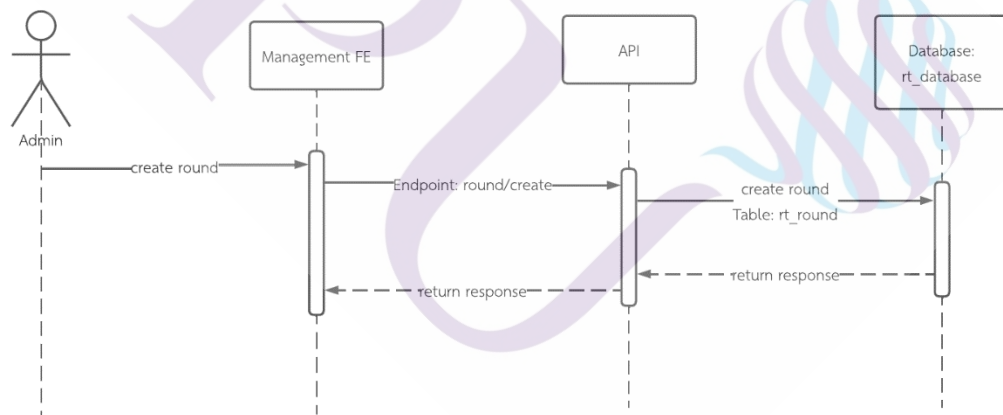 Management FE
API
Database:
rt_database
Admin
create round
Endpoint: round/create
create round
Table: rt_round
return response
return response